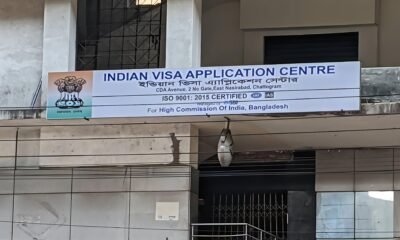 INDIAN VISA APPLICATION CENTRE
ইন্ডিয়ান ভিসা এ্যাপ্লিকেশন সেন্টার
CDA Avenue, 2 No Gate, East Nasirabad, Chattogram
ISO 9001: 2015 CERTIFIED
For High Commission Of India, Bangladesh